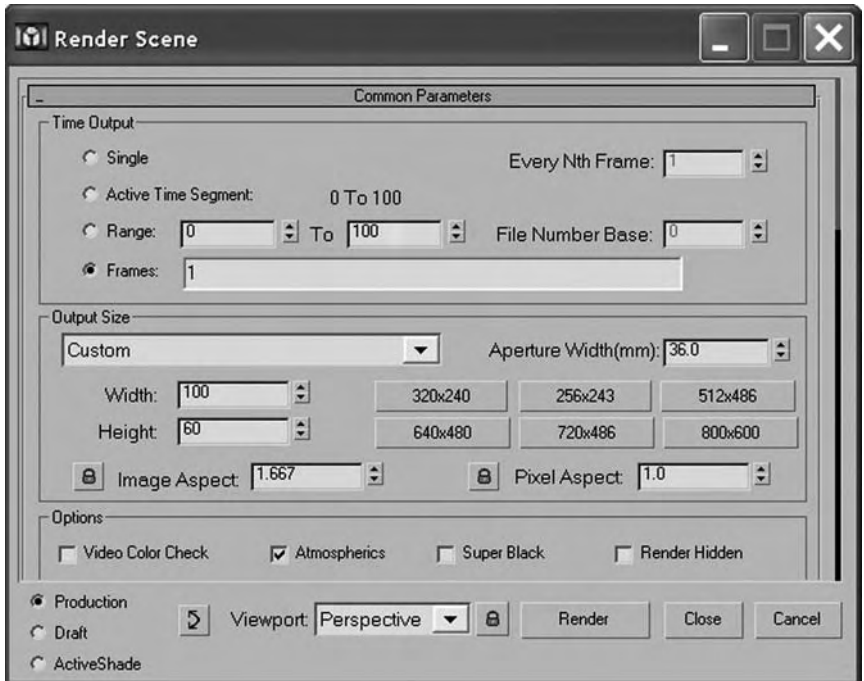 Render Scene
Common Parameters
Time Output
Single
Every Nth Frame: 1
Active Time Segment: 0 To 100
Range: 0 To 100
File Number Base: 0
Frames: 1
Output Size
Custom
Aperture Width(mm): 36.0
Width: 100
320x240 256x243 512x486
Height: 60
640x480 720x486 800x600
Image Aspect: 1.667
Pixel Aspect: 1.0
Options
Video Color Check
Atmospherics
Super Black
Render Hidden
Production
Draft
ActiveShade
Viewport: Perspective
Render
Close
Cancel